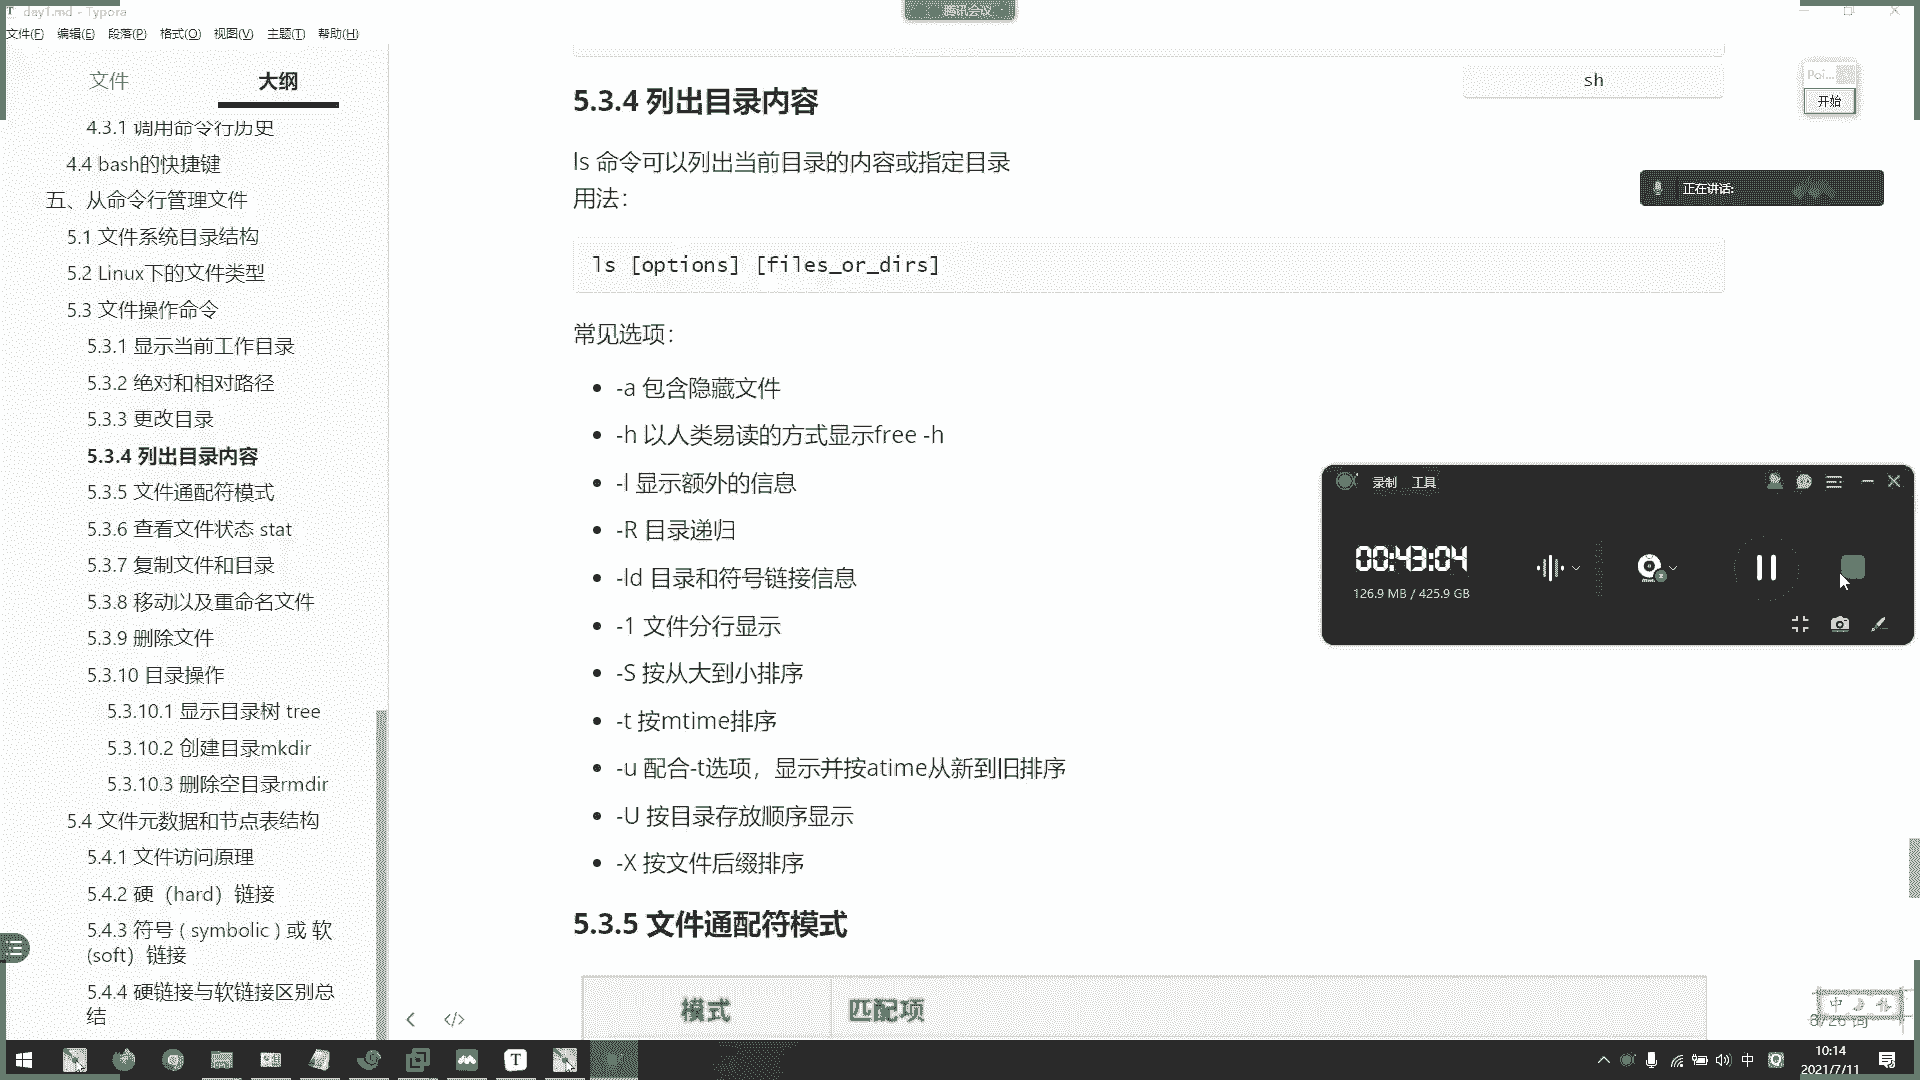 day1.md - Typora
腾讯会议
文件(F) 编辑(E) 段落(P) 格式(O) 视图(V) 主题(T) 帮助(H)
文件 大纲
4.3.1 调用命令行历史
4.4 bash的快捷键
五、从命令行管理文件
5.1 文件系统目录结构
5.2 Linux下的文件类型
5.3 文件操作命令
5.3.1 显示当前工作目录
5.3.2 绝对和相对路径
5.3.3 更改目录
5.3.4 列出目录内容
5.3.5 文件通配符模式
5.3.6 查看文件状态 stat
5.3.7 复制文件和目录
5.3.8 移动以及重命名文件
5.3.9 删除文件
5.3.10 目录操作
5.3.10.1 显示目录树 tree
5.3.10.2 创建目录mkdir
5.3.10.3 删除空目录rmdir
5.4 文件元数据和节点表结构
5.4.1 文件访问原理
5.4.2 硬（hard）链接
5.4.3 符号 ( symbolic ) 或 软
(soft）链接
5.4.4 硬链接与软链接区别总
结
sh
5.3.4 列出目录内容
ls 命令可以列出当前目录的内容或指定目录
用法：
ls [options] [files_or_dirs]
常见选项：
-a 包含隐藏文件
-h 以人类易读的方式显示free -h
-l 显示额外的信息
-R 目录递归
-ld 目录和符号链接信息
-1 文件分行显示
-S 按从大到小排序
-t 按mtime排序
-u 配合-t选项，显示并按atime从新到旧排序
-U 按目录存放顺序显示
-X 按文件后缀排序
5.3.5 文件通配符模式
模式 匹配项
Poi...
开始
正在讲话:
录制 工具
00:43:04
126.9 MB / 425.9 GB
中
10:14
2021/7/11